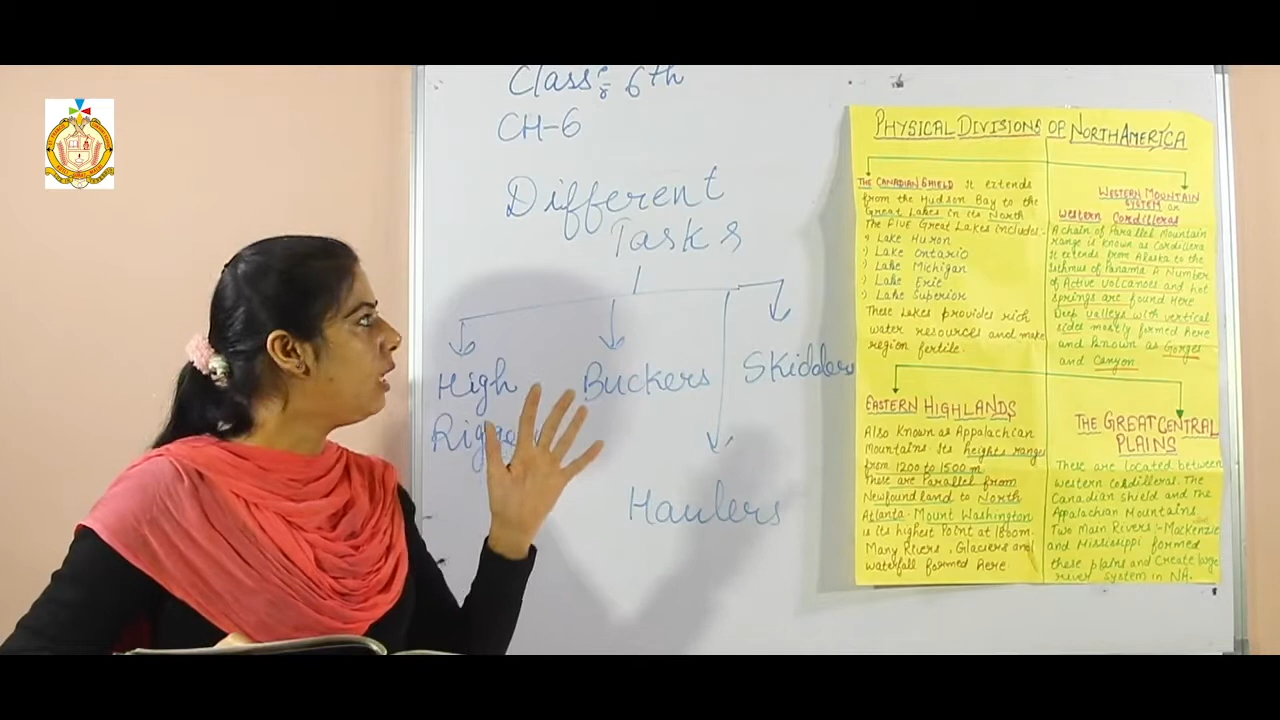 Class: 6th
CH-6
Different
Tasks
High
Buckers
Skidders
Haulers
PHYSICAL DIVISIONS OF NORTH AMERICA
THE CANADIAN SHIELD It extends
from the Hudson Bay to the
Great Lakes in its North
The Five Great Lakes includes:-
Lake Huron
Lake Ontario
Lake Michigan
Lake Erie
Lake Superior
These Lakes provides rich
water resources and make
region fertile.
WESTERN MOUNTAIN
SYSTEM or
Western Cordilleras
A chain of Parallel Mountain
range is known as Cordillera
It extends from Alaska to the
Isthmus of Panama A Number
of Active volcanoes and hot
springs are found Here
Deep valleys with vertical
sides mostly formed here
and known as Gorges
and Canyon
EASTERN HIGHLANDS
Also Known as Appalachian
Mountains. Its heights ranges
from 1200 to 1500 m
These are Parallel from
Newfoundland to North
Atlanta. Mount Washington
is its highest Point at 1800m.
Many Rivers, Glaciers and
waterfall formed here.
THE GREAT CENTRAL
PLAINS
These are located between
western Cordilleras. The
Canadian shield and the
Appalachian Mountains
Two Main Rivers:- Mackenzie
and Mississippi formed
these plains and Create large
river system in NA.